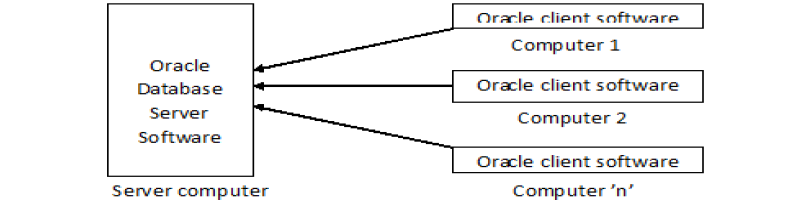 Oracle
Database
Server
Software
Server computer
Oracle client software
Computer 1
Oracle client software
Computer 2
Oracle client software
Computer ’n’